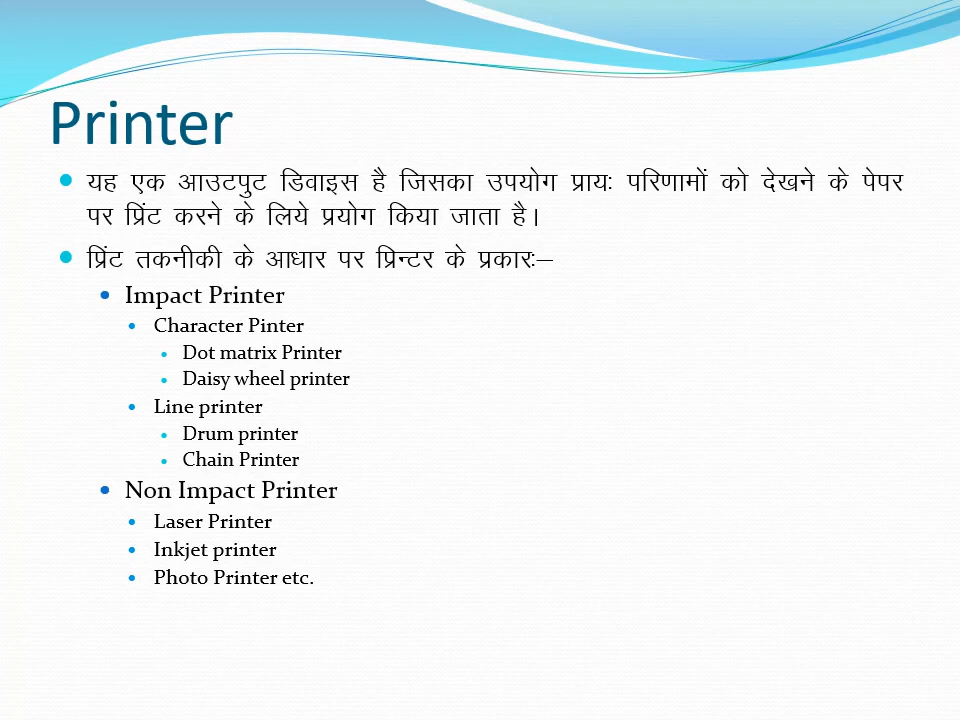 Printer
यह एक आउटपुट डिवाइस है जिसका उपयोग प्रायः परिणामों को देखने के पेपर
पर प्रिंट करने के लिये प्रयोग किया जाता है।
प्रिंट तकनीकी के आधार पर प्रिन्टर के प्रकारः–
Impact Printer
Character Pinter
Dot matrix Printer
Daisy wheel printer
Line printer
Drum printer
Chain Printer
Non Impact Printer
Laser Printer
Inkjet printer
Photo Printer etc.